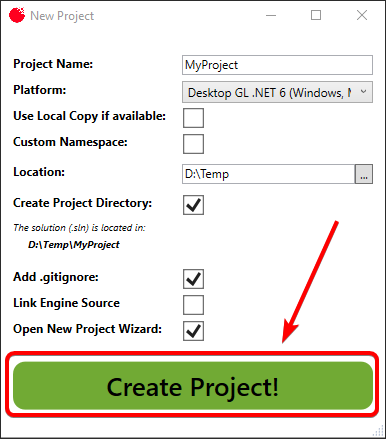 New Project
Project Name: MyProject
Platform: Desktop GL .NET 6 (Windows, M
Use Local Copy if available:
Custom Namespace:
Location: D:\Temp ...
Create Project Directory:
The solution (.sln) is located in:
D:\Temp\MyProject
Add .gitignore:
Link Engine Source
Open New Project Wizard:
Create Project!